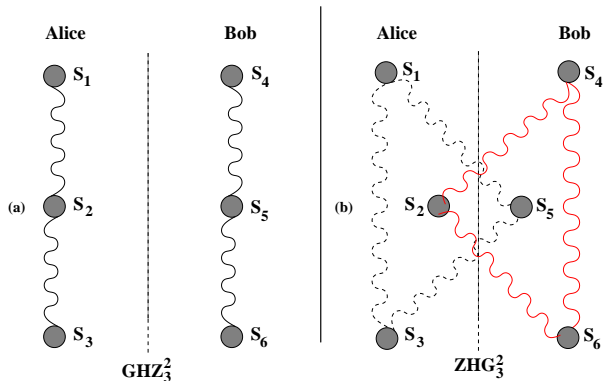 Alice Bob Alice Bob
S₁ S₄ S₁ S₄
(a) S₂ S₅ (b) S₂ S₅
S₃ S₆ S₃ S₆
GHZ₃² ZHG₃²